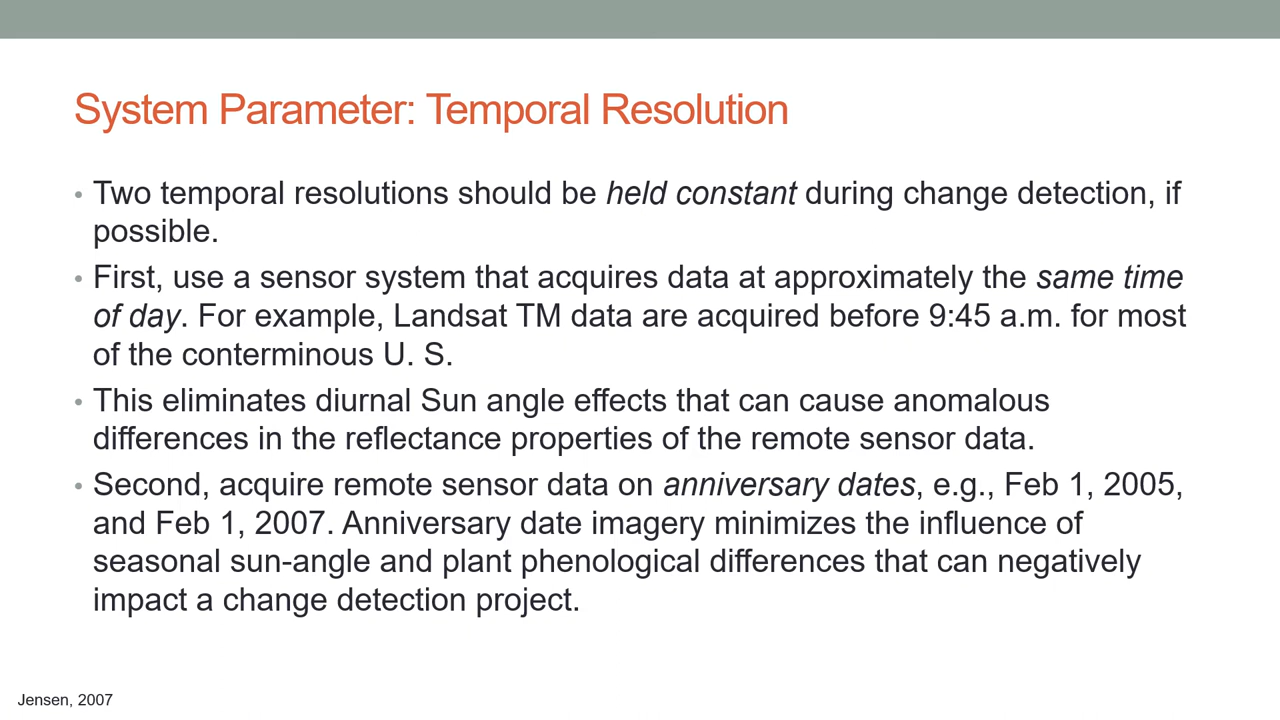 System Parameter: Temporal Resolution
• Two temporal resolutions should be held constant during change detection, if
possible.
• First, use a sensor system that acquires data at approximately the same time
of day. For example, Landsat TM data are acquired before 9:45 a.m. for most
of the conterminous U. S.
• This eliminates diurnal Sun angle effects that can cause anomalous
differences in the reflectance properties of the remote sensor data.
• Second, acquire remote sensor data on anniversary dates, e.g., Feb 1, 2005,
and Feb 1, 2007. Anniversary date imagery minimizes the influence of
seasonal sun-angle and plant phenological differences that can negatively
impact a change detection project.
Jensen, 2007